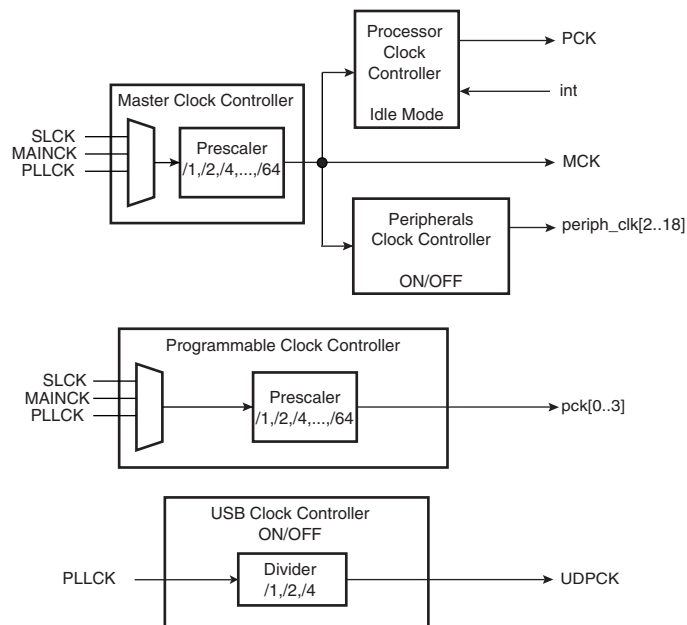 Processor
Clock
Controller
Idle Mode
PCK
int
Master Clock Controller
SLCK
MAINCK
PLLCK
Prescaler
/1,/2,/4,...,/64
MCK
Peripherals
Clock Controller
ON/OFF
periph_clk[2..18]
Programmable Clock Controller
SLCK
MAINCK
PLLCK
Prescaler
/1,/2,/4,...,/64
pck[0..3]
USB Clock Controller
ON/OFF
PLLCK
Divider
/1,/2,/4
UDPCK